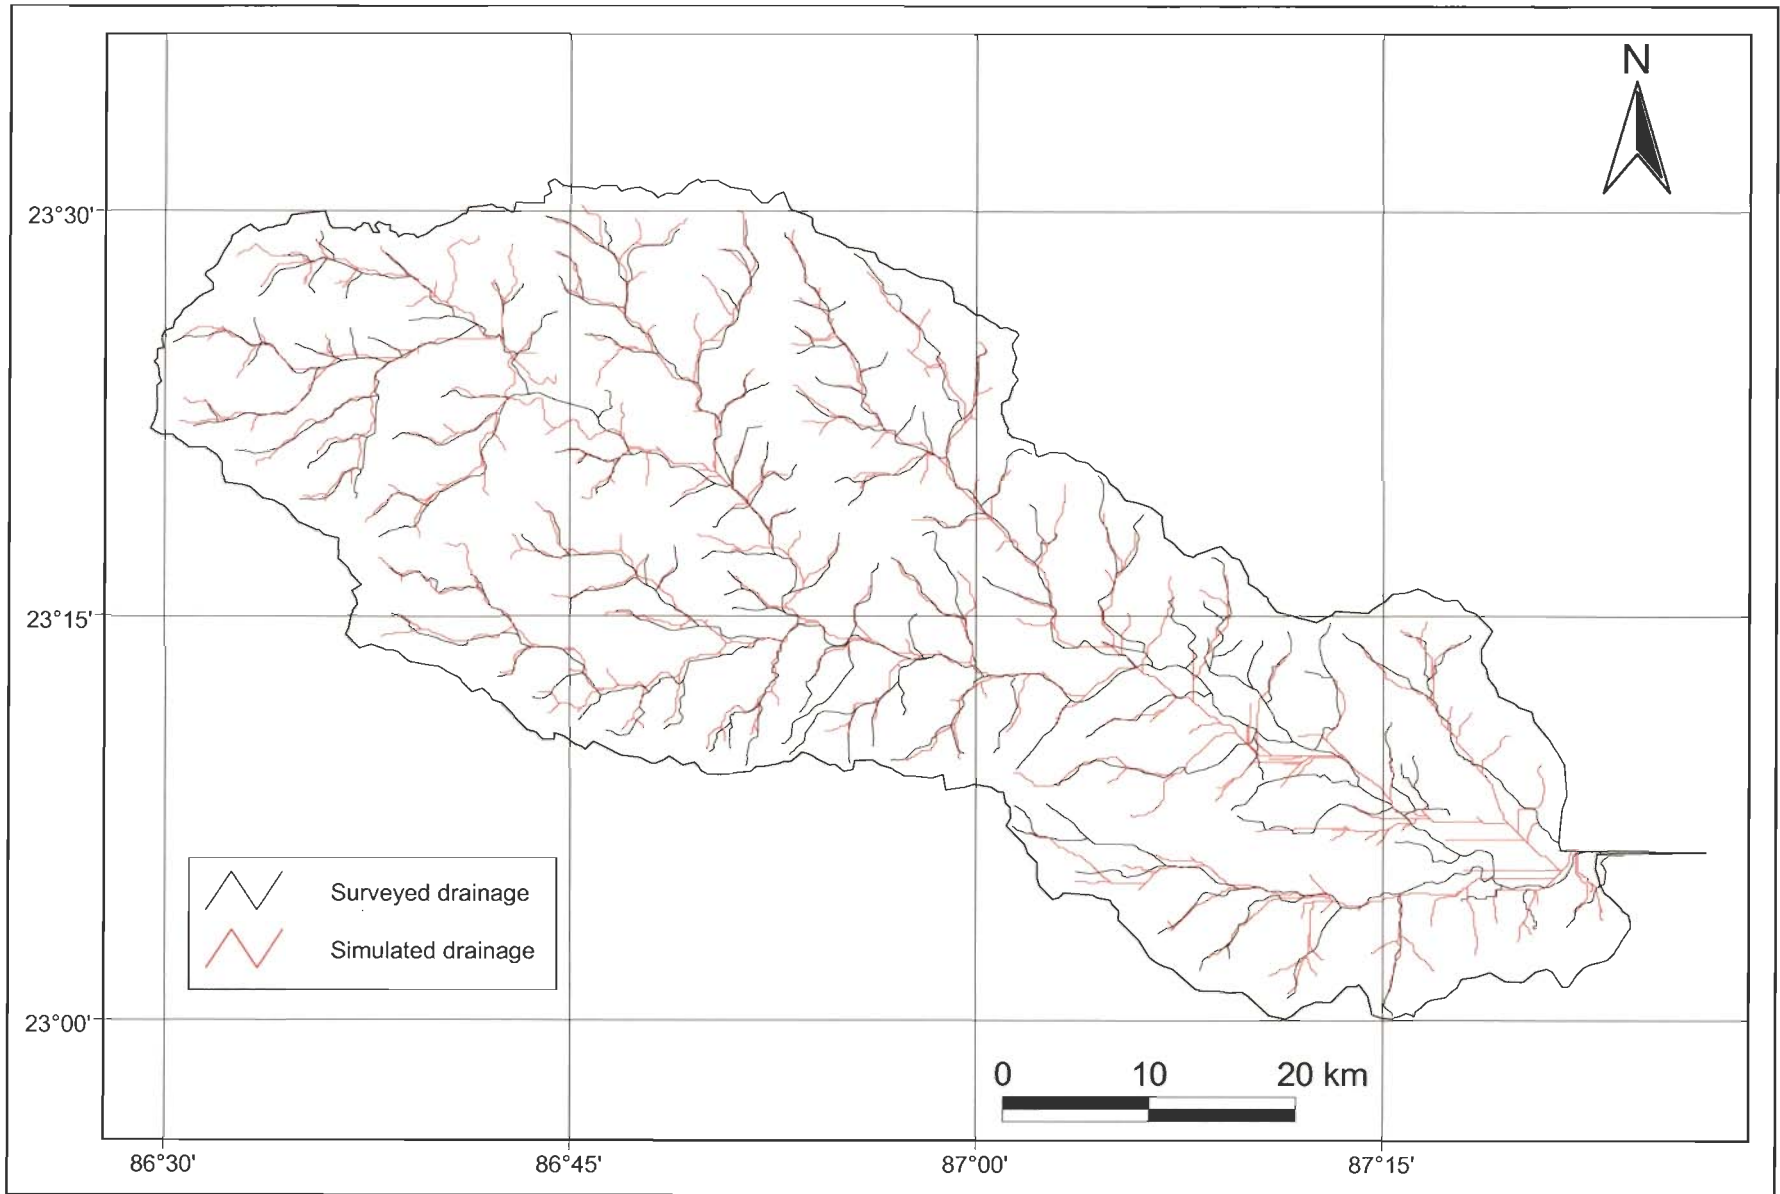 N
23°30'
23°15'
Surveyed drainage
Simulated drainage
23°00'
0 10 20 km
86°30' 86°45' 87°00' 87°15'